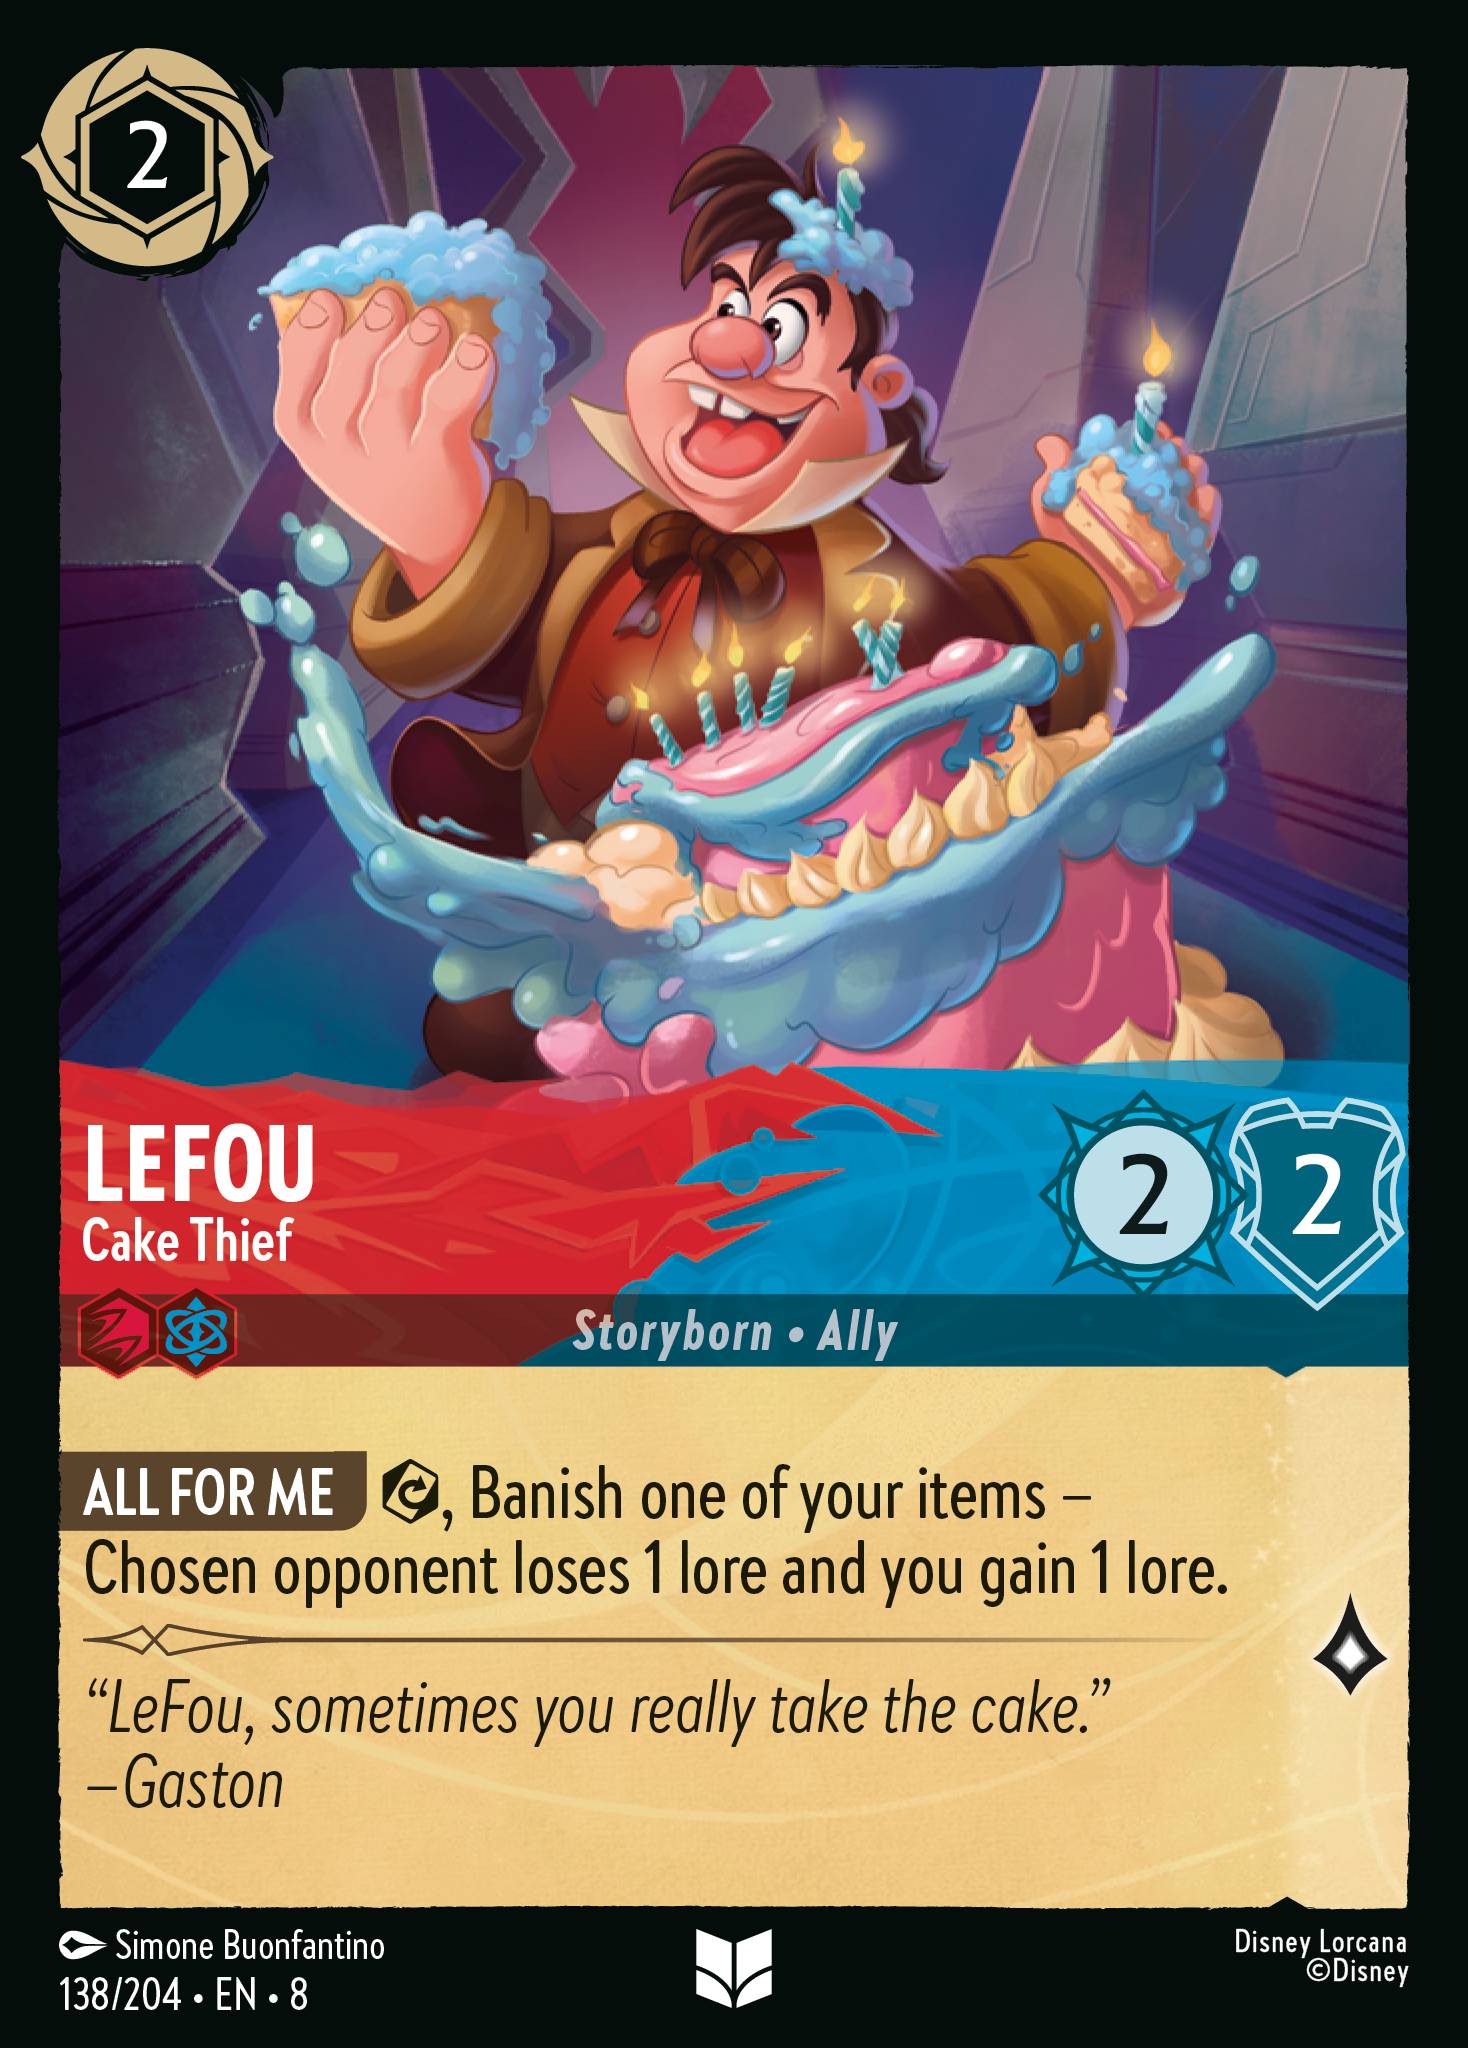 2
LEFOU
Cake Thief
2 2
Storyborn • Ally
ALL FOR ME , Banish one of your items –
Chosen opponent loses 1 lore and you gain 1 lore.
“LeFou, sometimes you really take the cake.”
–Gaston
Simone Buonfantino
138/204 • EN • 8
Disney Lorcana
©Disney